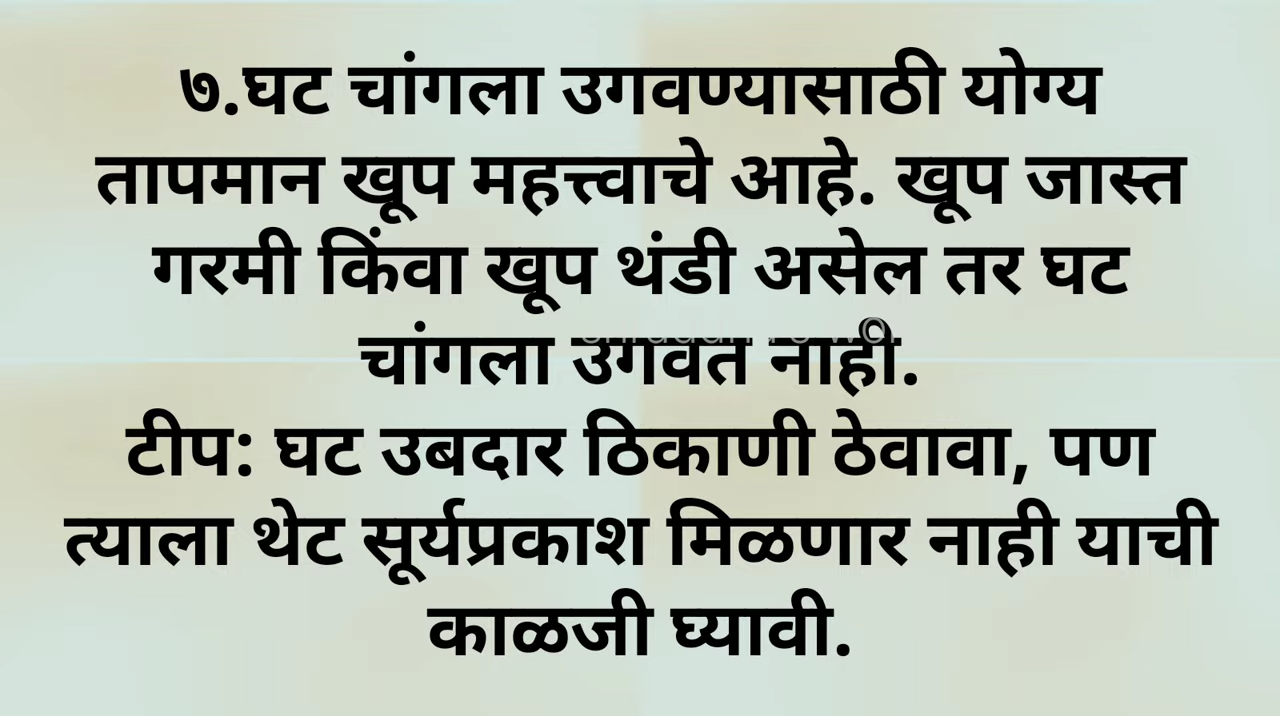 ७.घट चांगला उगवण्यासाठी योग्य
तापमान खूप महत्त्वाचे आहे. खूप जास्त
गरमी किंवा खूप थंडी असेल तर घट
चांगला उगवत नाही.
टीप: घट उबदार ठिकाणी ठेवावा, पण
त्याला थेट सूर्यप्रकाश मिळणार नाही याची
काळजी घ्यावी.